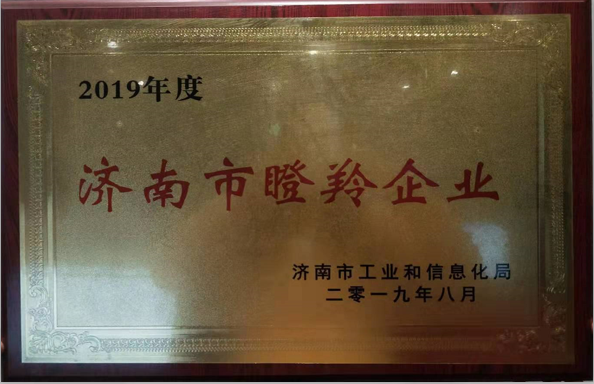 2019年度
济南市瞪羚企业
济南市工业和信息化局
二零一九年八月